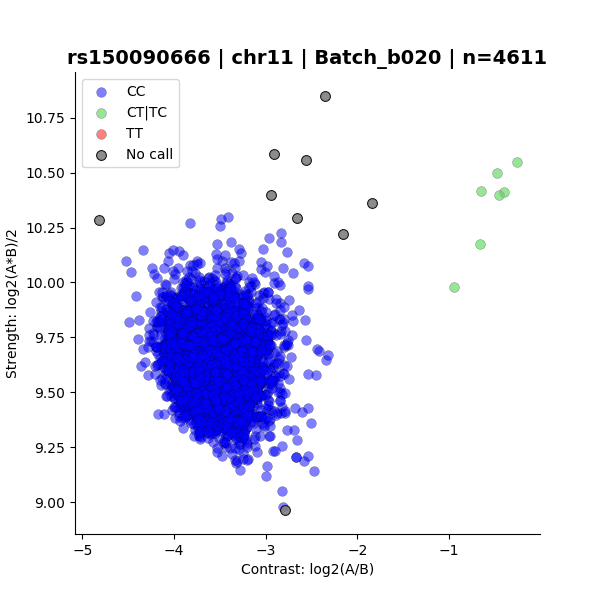 rs150090666 | chr11 | Batch_b020 | n=4611
CC
CT|TC
TT
No call
10.75
10.50
10.25
10.00
9.75
9.50
9.25
9.00
Strength: log2(A*B)/2
−5
−4
−3
−2
−1
Contrast: log2(A/B)